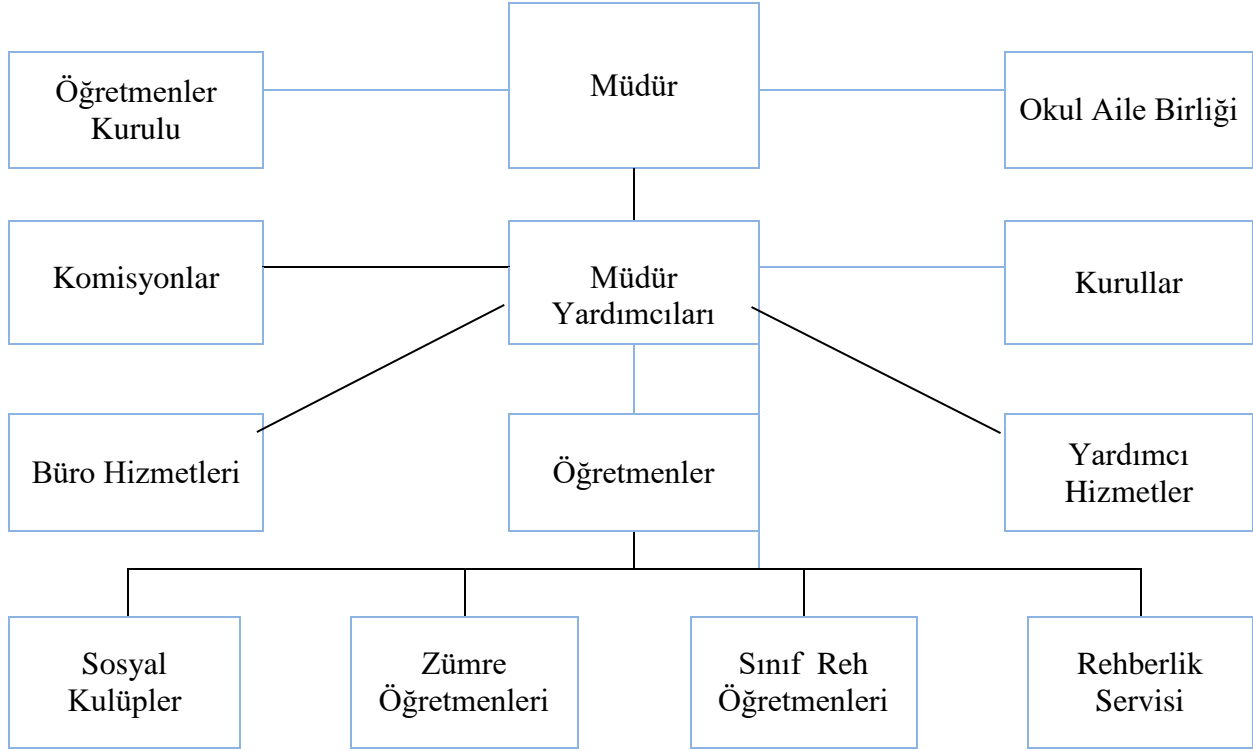 Müdür
Öğretmenler
Kurulu
Okul Aile Birliği
Komisyonlar
Müdür
Yardımcıları
Kurullar
Büro Hizmetleri
Öğretmenler
Yardımcı
Hizmetler
Sosyal
Kulüpler
Zümre
Öğretmenleri
Sınıf Reh
Öğretmenleri
Rehberlik
Servisi